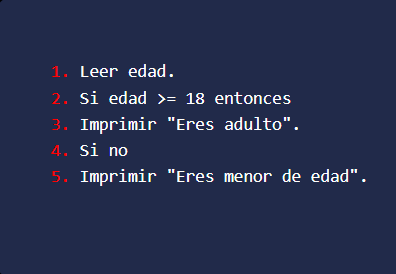 1. Leer edad.
2. Si edad >= 18 entonces
3. Imprimir "Eres adulto".
4. Si no
5. Imprimir "Eres menor de edad".